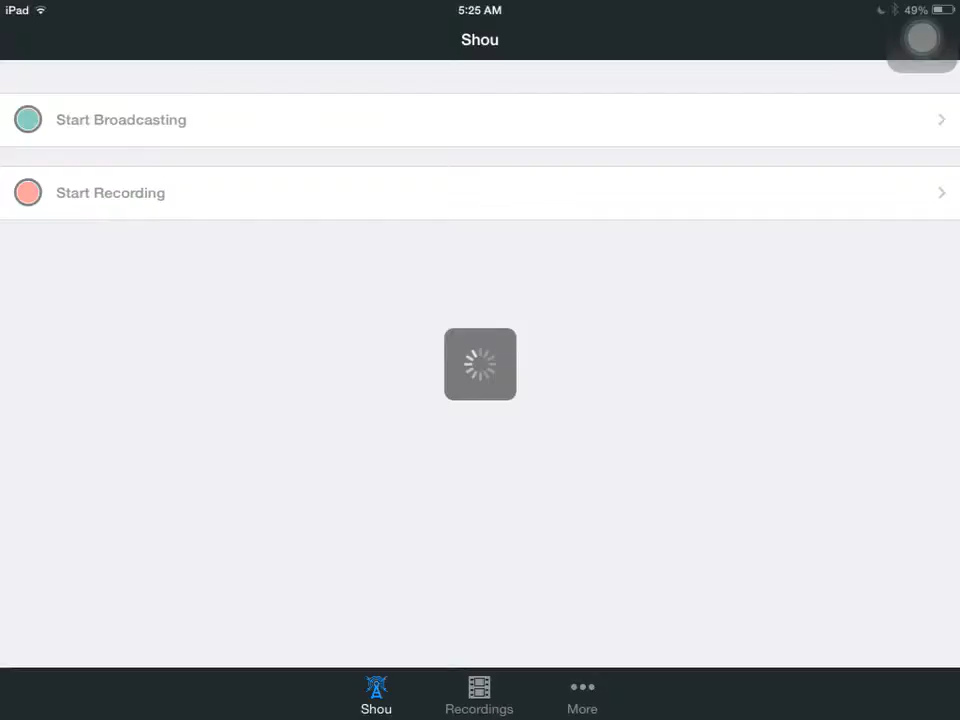 iPad 5:25 AM 49%
Shou
Start Broadcasting
Start Recording
Shou Recordings More